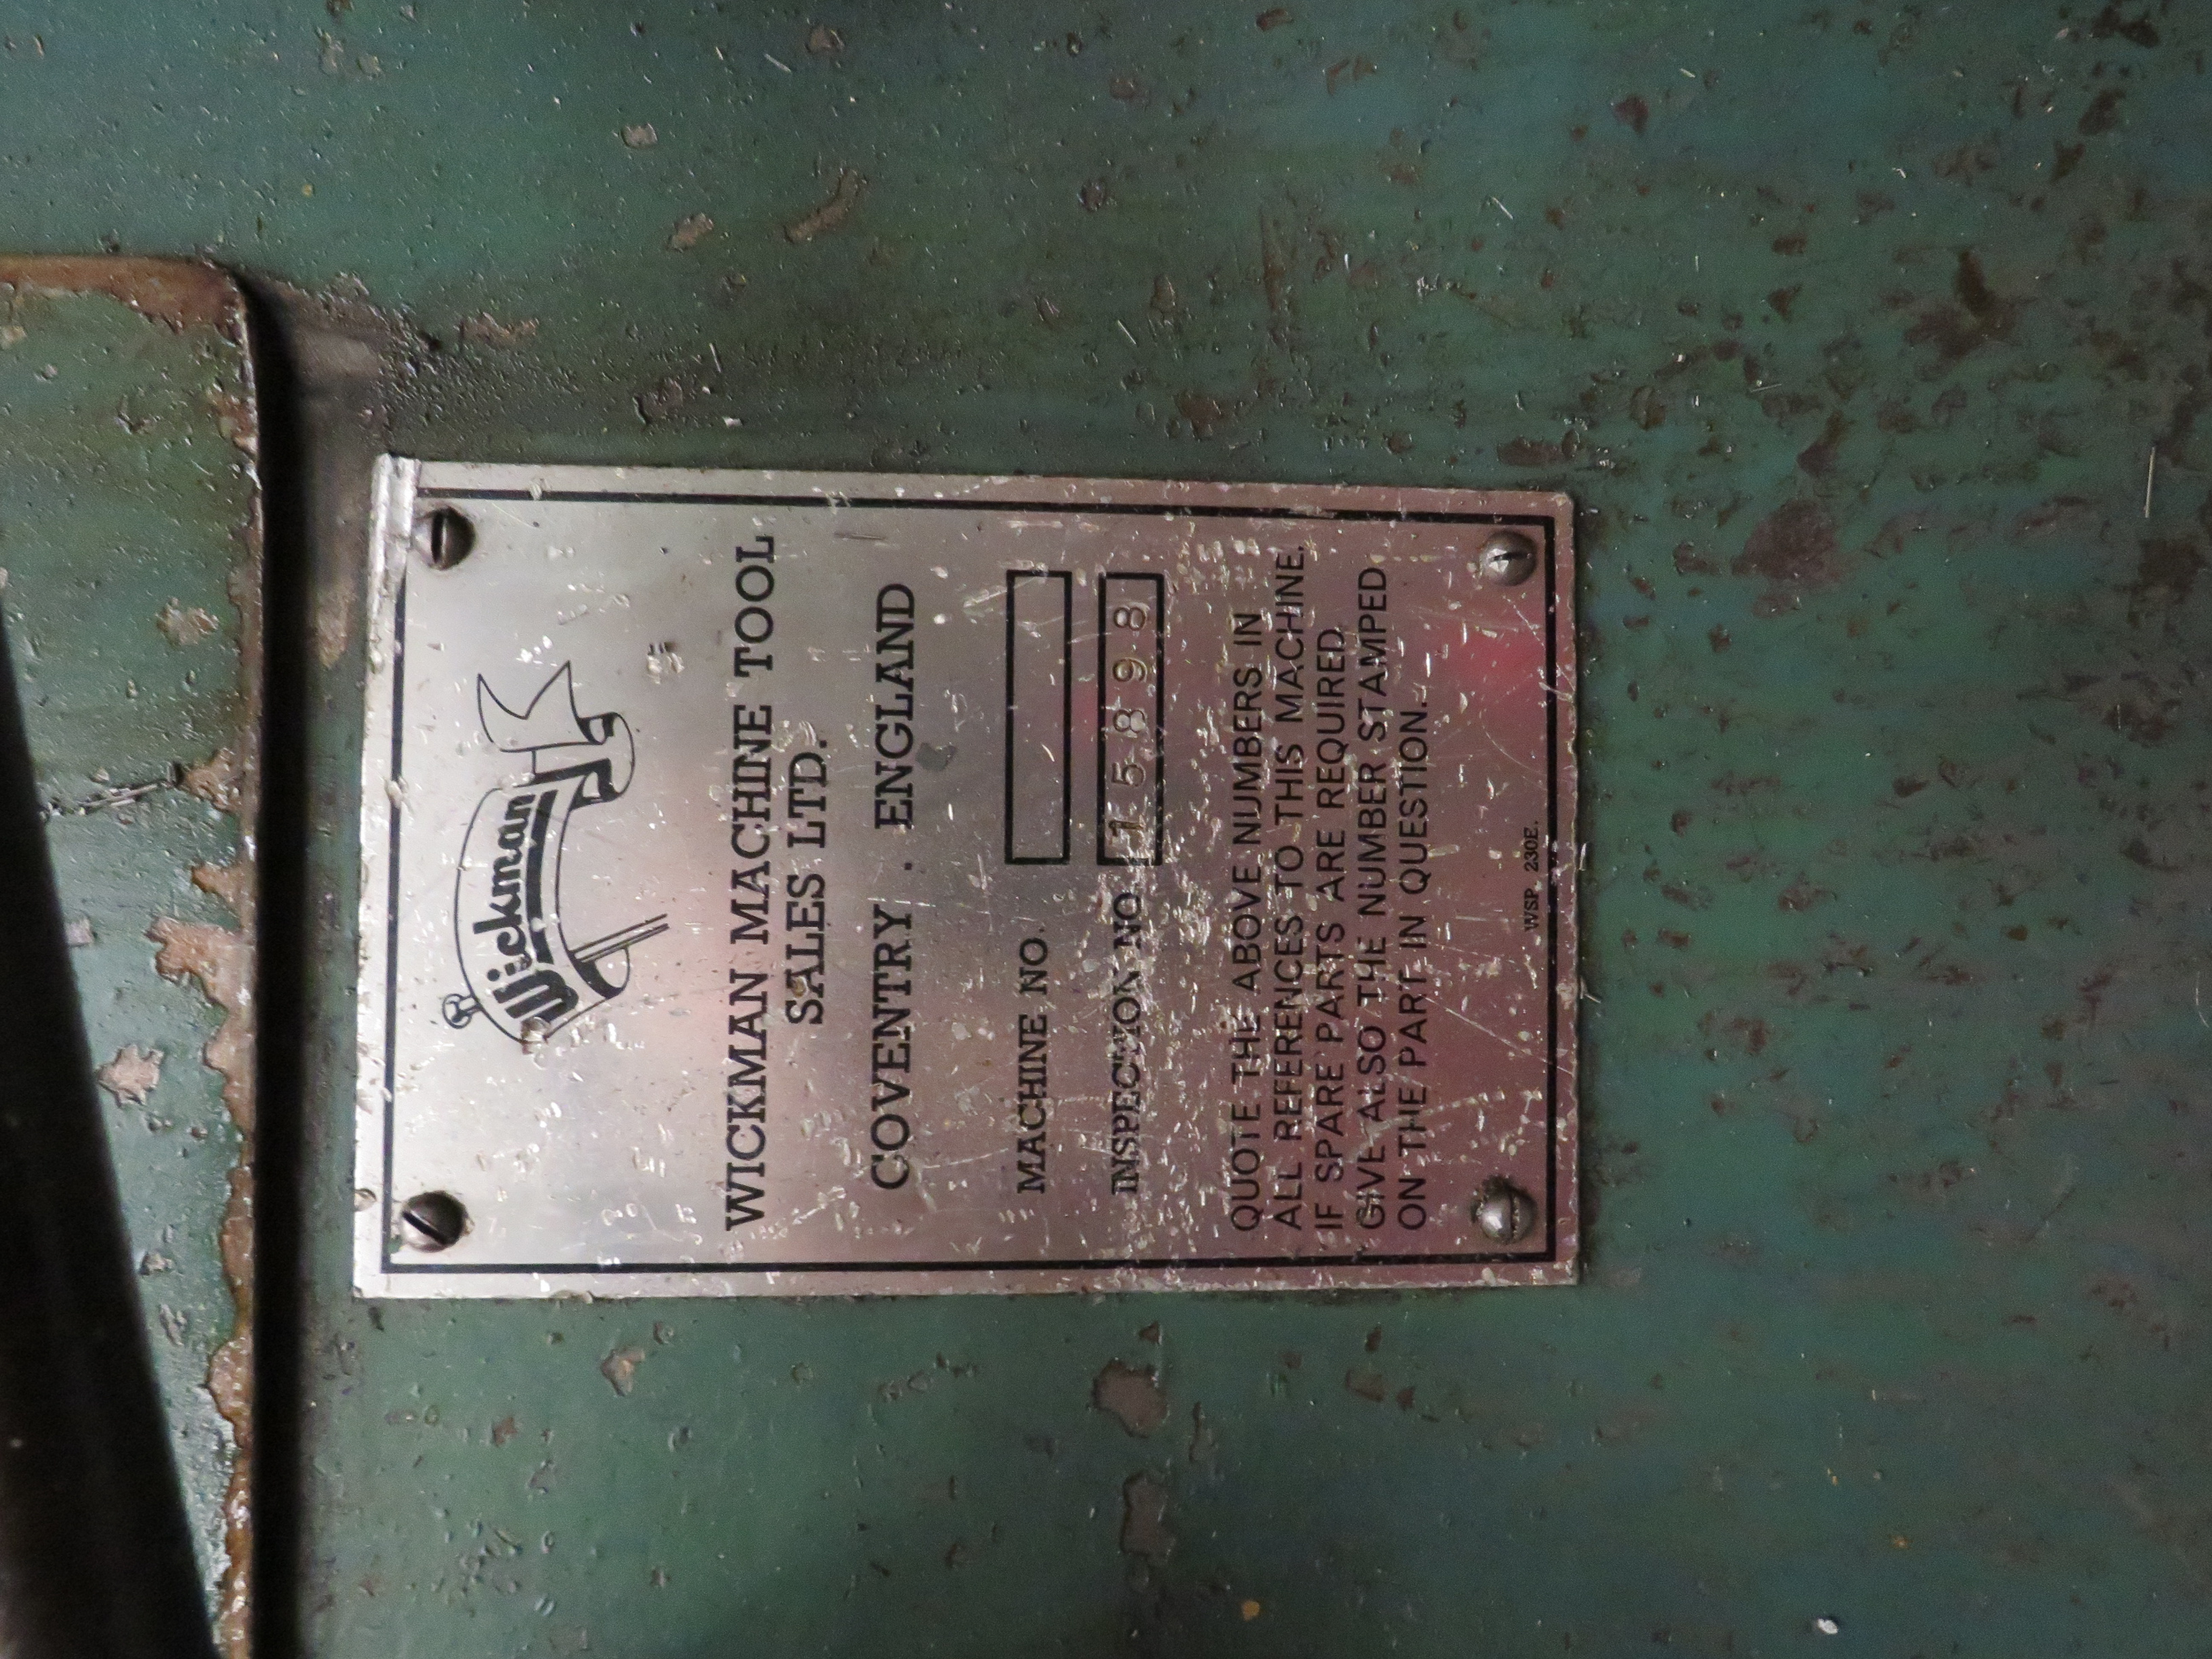 Wickman
WICKMAN MACHINE TOOL
SALES LTD.
COVENTRY . ENGLAND
MACHINE NO.
INSPECTION NO. 158898
QUOTE THE ABOVE NUMBERS IN
ALL REFERENCES TO THIS MACHINE.
IF SPARE PARTS ARE REQUIRED
GIVE ALSO THE NUMBER STAMPED
ON THE PART IN QUESTION.
WSP 230E.